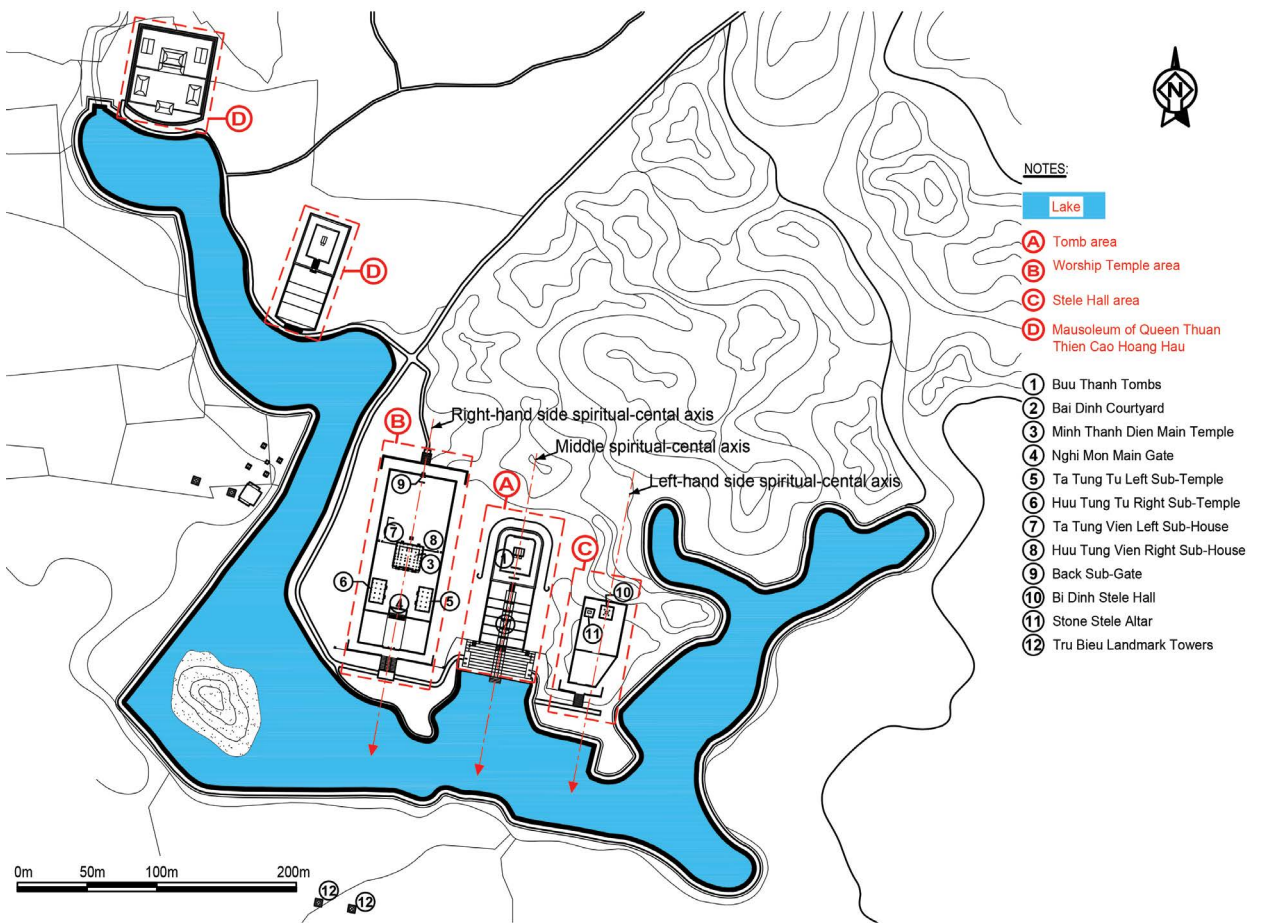 D
N
NOTES:
Lake
A Tomb area
B Worship Temple area
C Stele Hall area
D Mausoleum of Queen Thuan
Thien Cao Hoang Hau
1 Buu Thanh Tombs
2 Bai Dinh Courtyard
3 Minh Thanh Dien Main Temple
4 Nghi Mon Main Gate
5 Ta Tung Tu Left Sub-Temple
6 Huu Tung Tu Right Sub-Temple
7 Ta Tung Vien Left Sub-House
8 Huu Tung Vien Right Sub-House
9 Back Sub-Gate
10 Bi Dinh Stele Hall
11 Stone Stele Altar
12 Tru Bieu Landmark Towers
D
Right-hand side spiritual-cental axis
B
Middle spiritual-cental axis
Left-hand side spiritual-cental axis
9
A
7
8
3
1
C
6
4
5
10
11
0m 50m 100m 200m
12
12